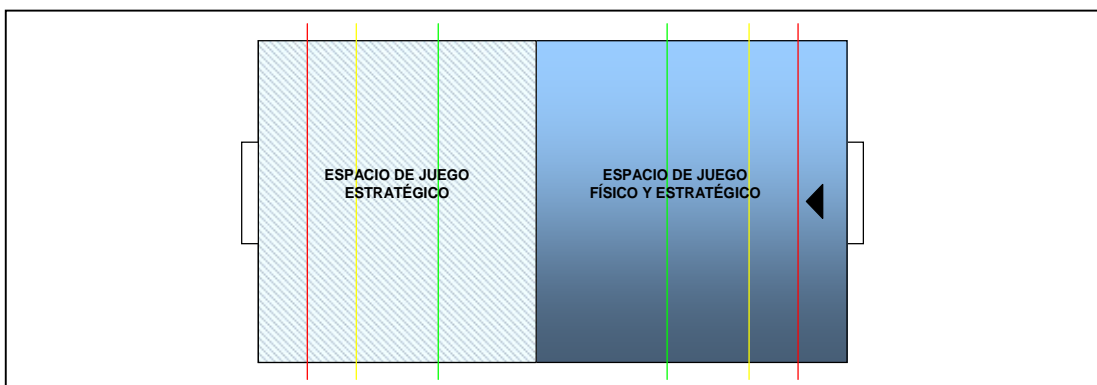 ESPACIO DE JUEGO
ESTRATÉGICO
ESPACIO DE JUEGO
FÍSICO Y ESTRATÉGICO